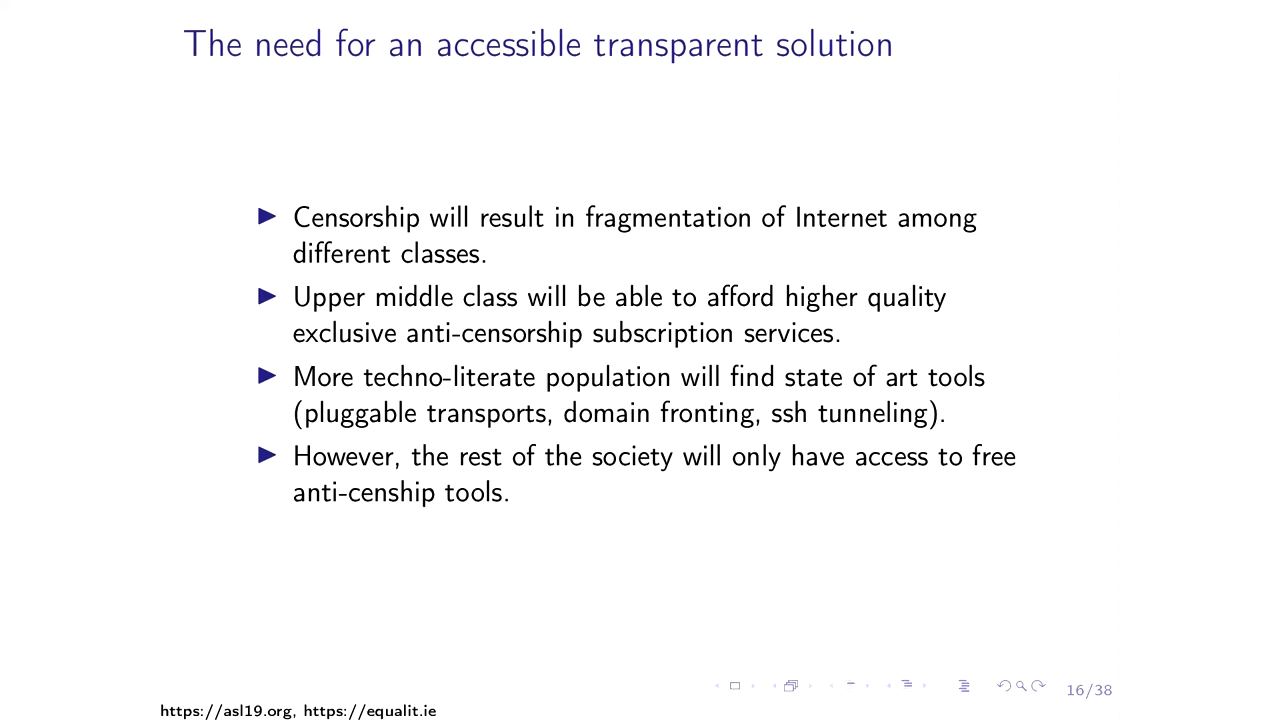 The need for an accessible transparent solution
Censorship will result in fragmentation of Internet among
different classes.
Upper middle class will be able to afford higher quality
exclusive anti-censorship subscription services.
More techno-literate population will find state of art tools
(pluggable transports, domain fronting, ssh tunneling).
However, the rest of the society will only have access to free
anti-cenship tools.
16/38
https://asl19.org, https://equalit.ie